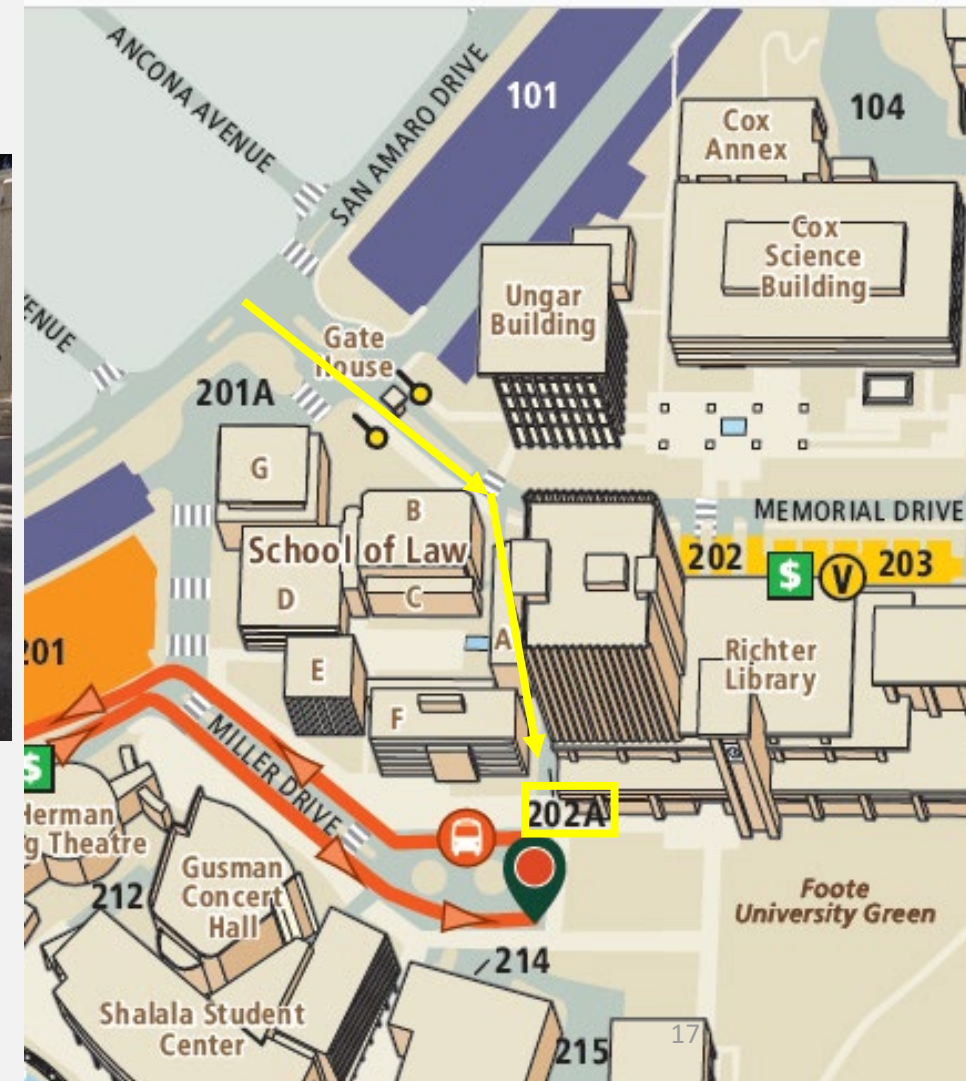 ANCONA AVENUE
SAN AMARO DRIVE
101
104
Cox
Annex
Cox
Science
Building
Ungar
Building
Gate
House
201A
G
B
School of Law
D
C
A
E
F
MEMORIAL DRIVE
202
$
V
203
Richter
Library
MILLER DRIVE
202A
$
212
Gusman
Concert
Hall
Foote
University Green
214
Shalala Student
Center
215
17
Herman
g Theatre
ENUE
201